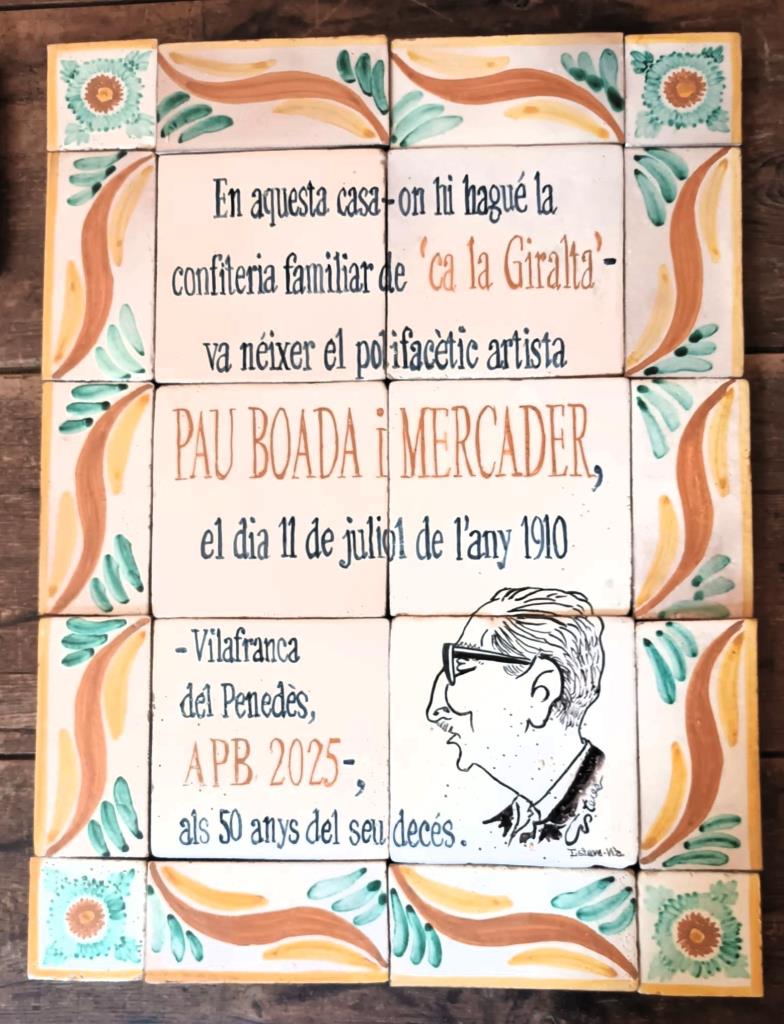 En aquesta casa-on hi hagué la
confiteria familiar de 'ca la Giralta'-
va néixer el polifacètic artista
PAU BOADA i MERCADER,
el dia 11 de juliol de l'any 1910
-Vilafranca
del Penedès,
APB 2025-,
als 50 anys del seu decés.